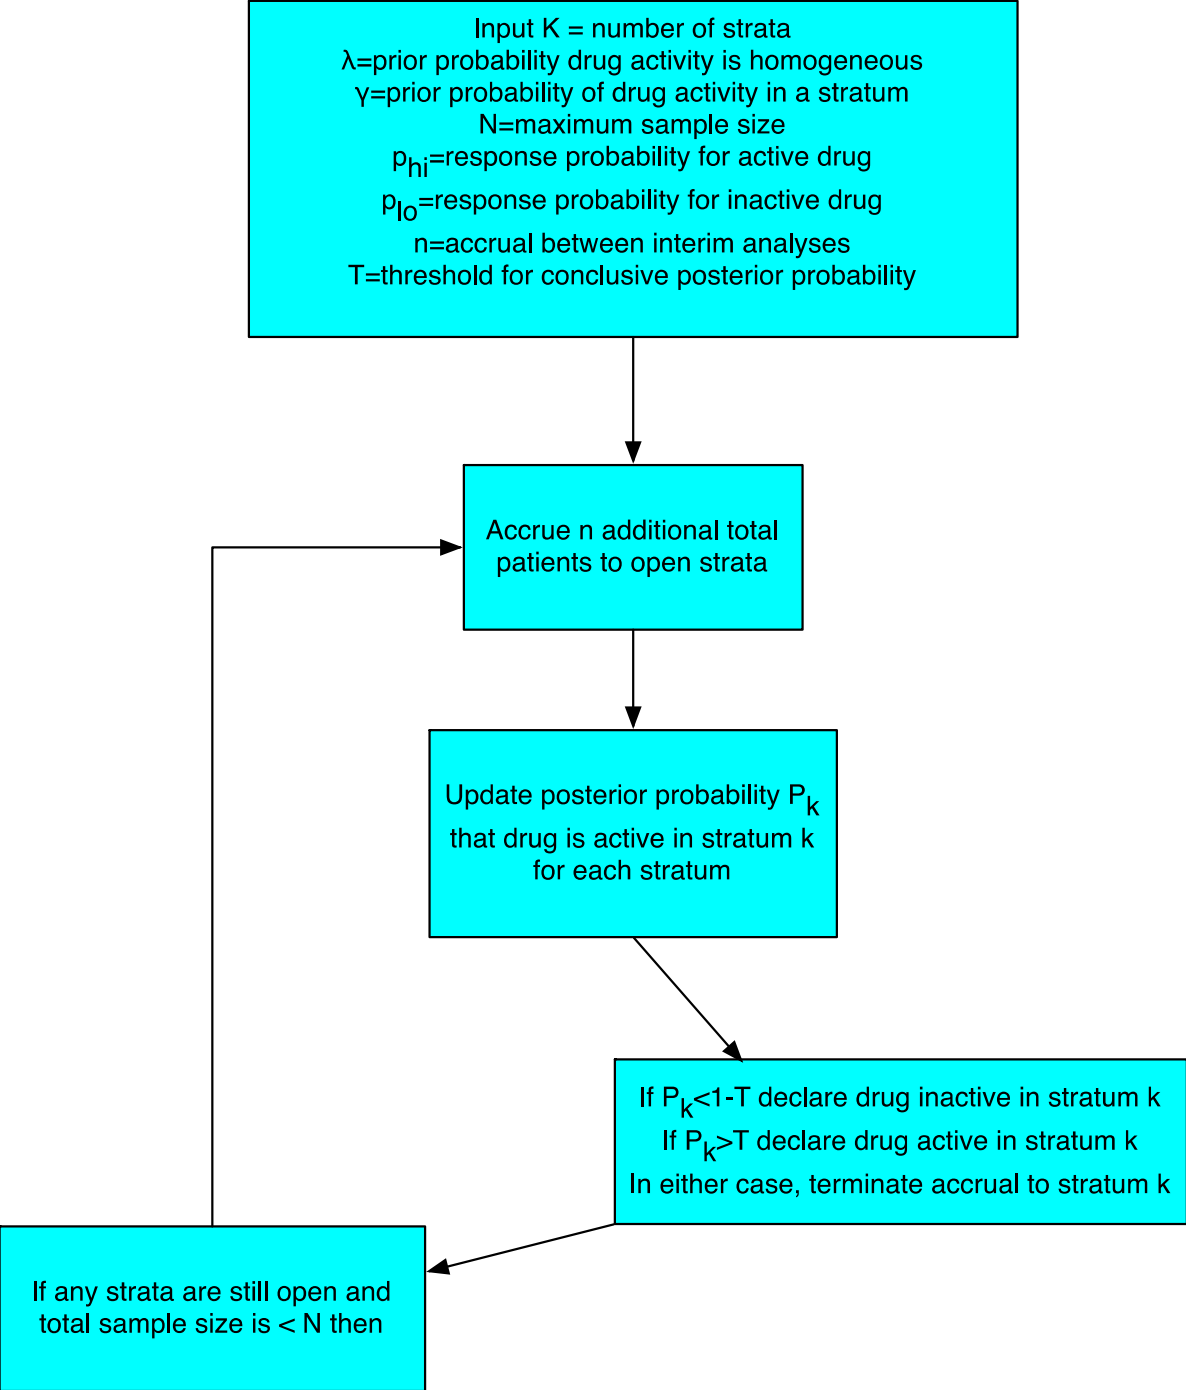 Input K = number of strata
λ=prior probability drug activity is homogeneous
γ=prior probability of drug activity in a stratum
N=maximum sample size
phi=response probability for active drug
plo=response probability for inactive drug
n=accrual between interim analyses
T=threshold for conclusive posterior probability
Accrue n additional total
patients to open strata
Update posterior probability Pk
that drug is active in stratum k
for each stratum
If Pk<1-T declare drug inactive in stratum k
If Pk>T declare drug active in stratum k
In either case, terminate accrual to stratum k
If any strata are still open and
total sample size is < N then